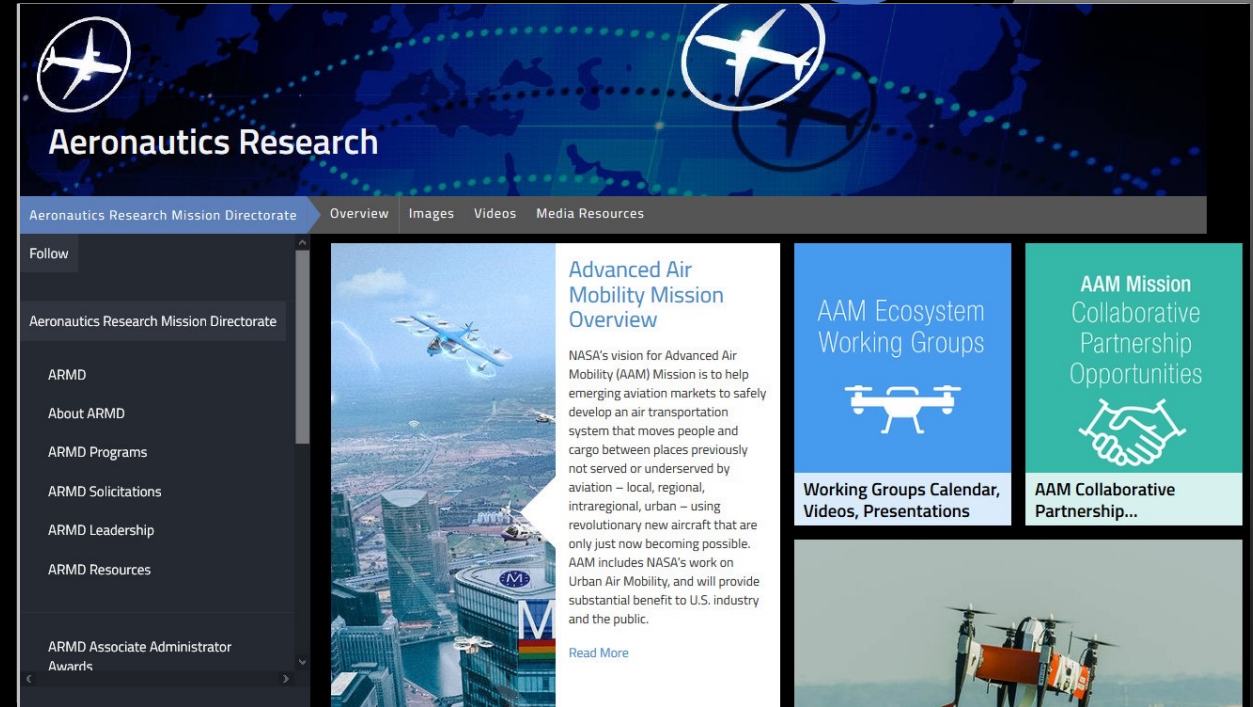 Aeronautics Research
Aeronautics Research Mission Directorate
Overview
Images
Videos
Media Resources
Follow
Aeronautics Research Mission Directorate
ARMD
About ARMD
ARMD Programs
ARMD Solicitations
ARMD Leadership
ARMD Resources
ARMD Associate Administrator
Awards
Advanced Air
Mobility Mission
Overview
NASA's vision for Advanced Air
Mobility (AAM) Mission is to help
emerging aviation markets to safely
develop an air transportation
system that moves people and
cargo between places previously
not served or underserved by
aviation – local, regional,
intraregional, urban – using
revolutionary new aircraft that are
only just now becoming possible.
AAM includes NASA's work on
Urban Air Mobility, and will provide
substantial benefit to U.S. industry
and the public.
Read More
M
M
AAM Ecosystem
Working Groups
Working Groups Calendar,
Videos, Presentations
AAM Mission
Collaborative
Partnership
Opportunities
AAM Collaborative
Partnership...